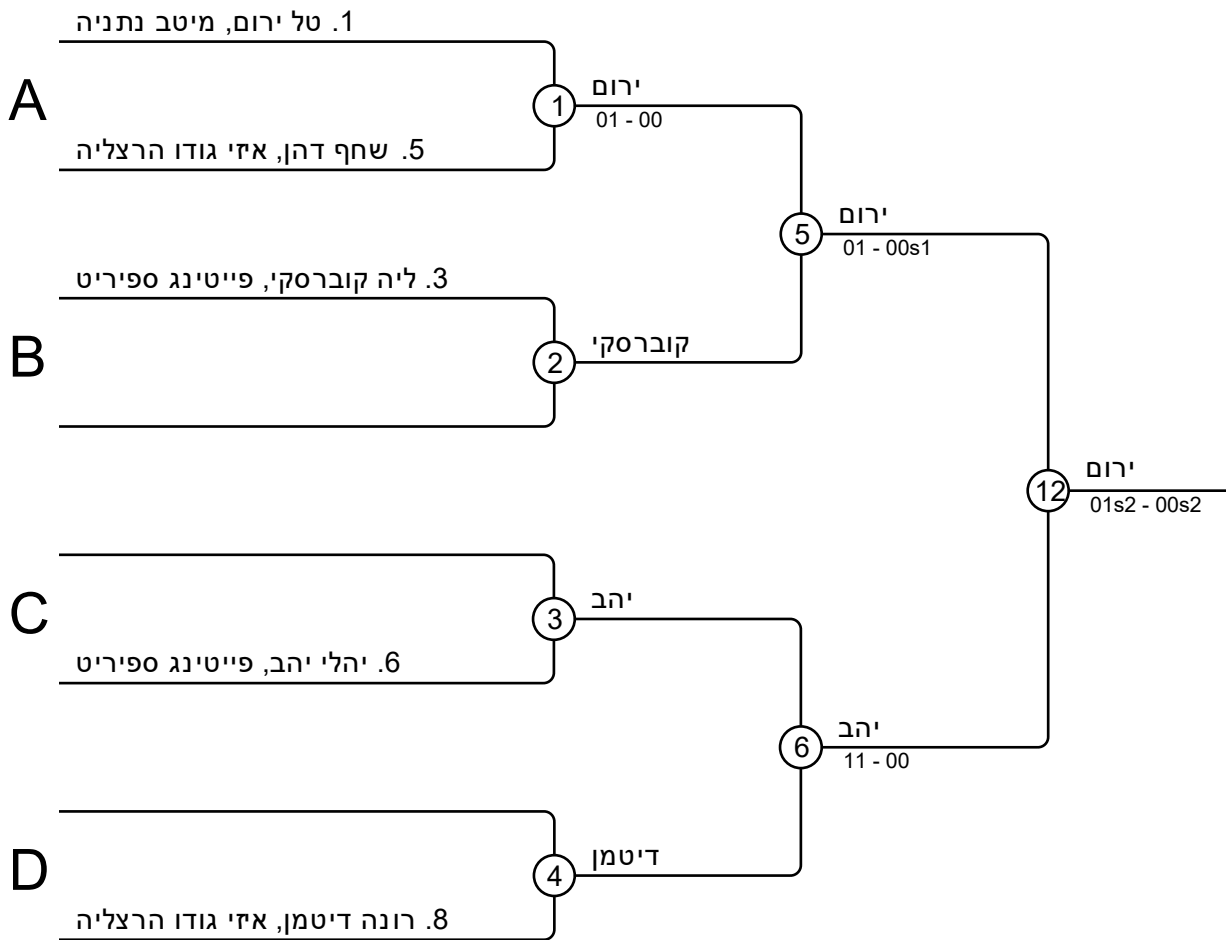 1. טל ירום, מיטב נתניה
A
1
ירום
01 - 00
5. שחף דהן, איזי גודו הרצליה
5
ירום
01 - 00s1
3. ליה קוברסקי, פייטינג ספיריט
B
2
קוברסקי
12
ירום
01s2 - 00s2
C
3
יהב
6. יהלי יהב, פייטינג ספיריט
6
יהב
11 - 00
D
4
דיטמן
8. רונה דיטמן, איזי גודו הרצליה